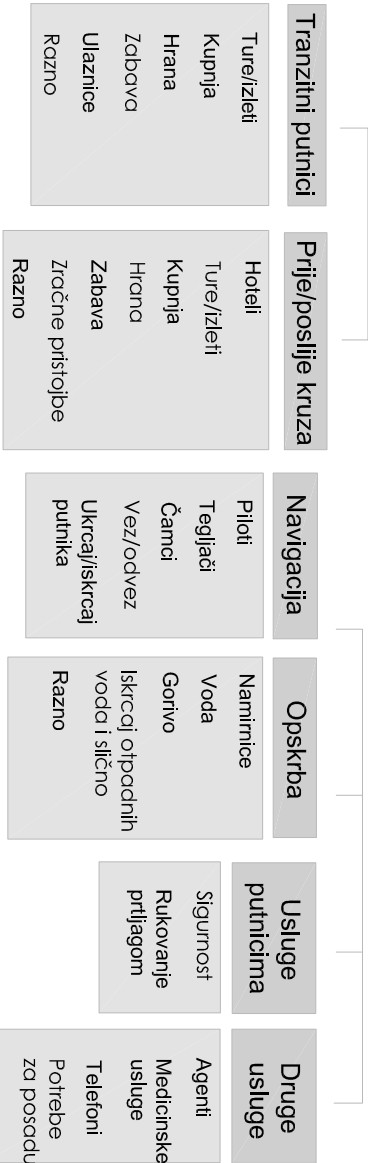 Tranzitni putnici
Ture/izleti
Kupnja
Hrana
Zabava
Ulaznice
Razno
Prije/poslije kruza
Hoteli
Ture/izleti
Kupnja
Hrana
Zabava
Zračne pristojbe
Razno
Navigacija
Piloti
Tegljači
Čamci
Vez/odvez
Ukrcaj/iskrcaj
putnika
Opskrba
Namirnice
Voda
Gorivo
Iskrcaj otpadnih
voda i slično
Razno
Usluge
putnicima
Sigurnost
Rukovanje
prtljagom
Druge
usluge
Agenti
Medicinske
usluge
Telefoni
Potrebe
za posadu